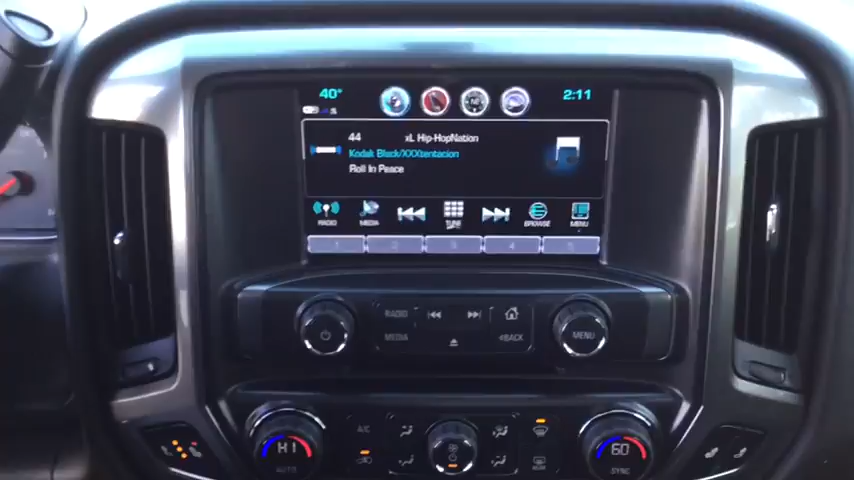 40°
2:11
44 xL Hip-HopNation
Kodak Black/XXXtentacion
Roll In Peace
RADIO MEDIA TUNE BROWSE MENU
1 2 3 4 5
RADIO
MENU
MEDIA
BACK
HI
AUTO
A/C
60
SYNC